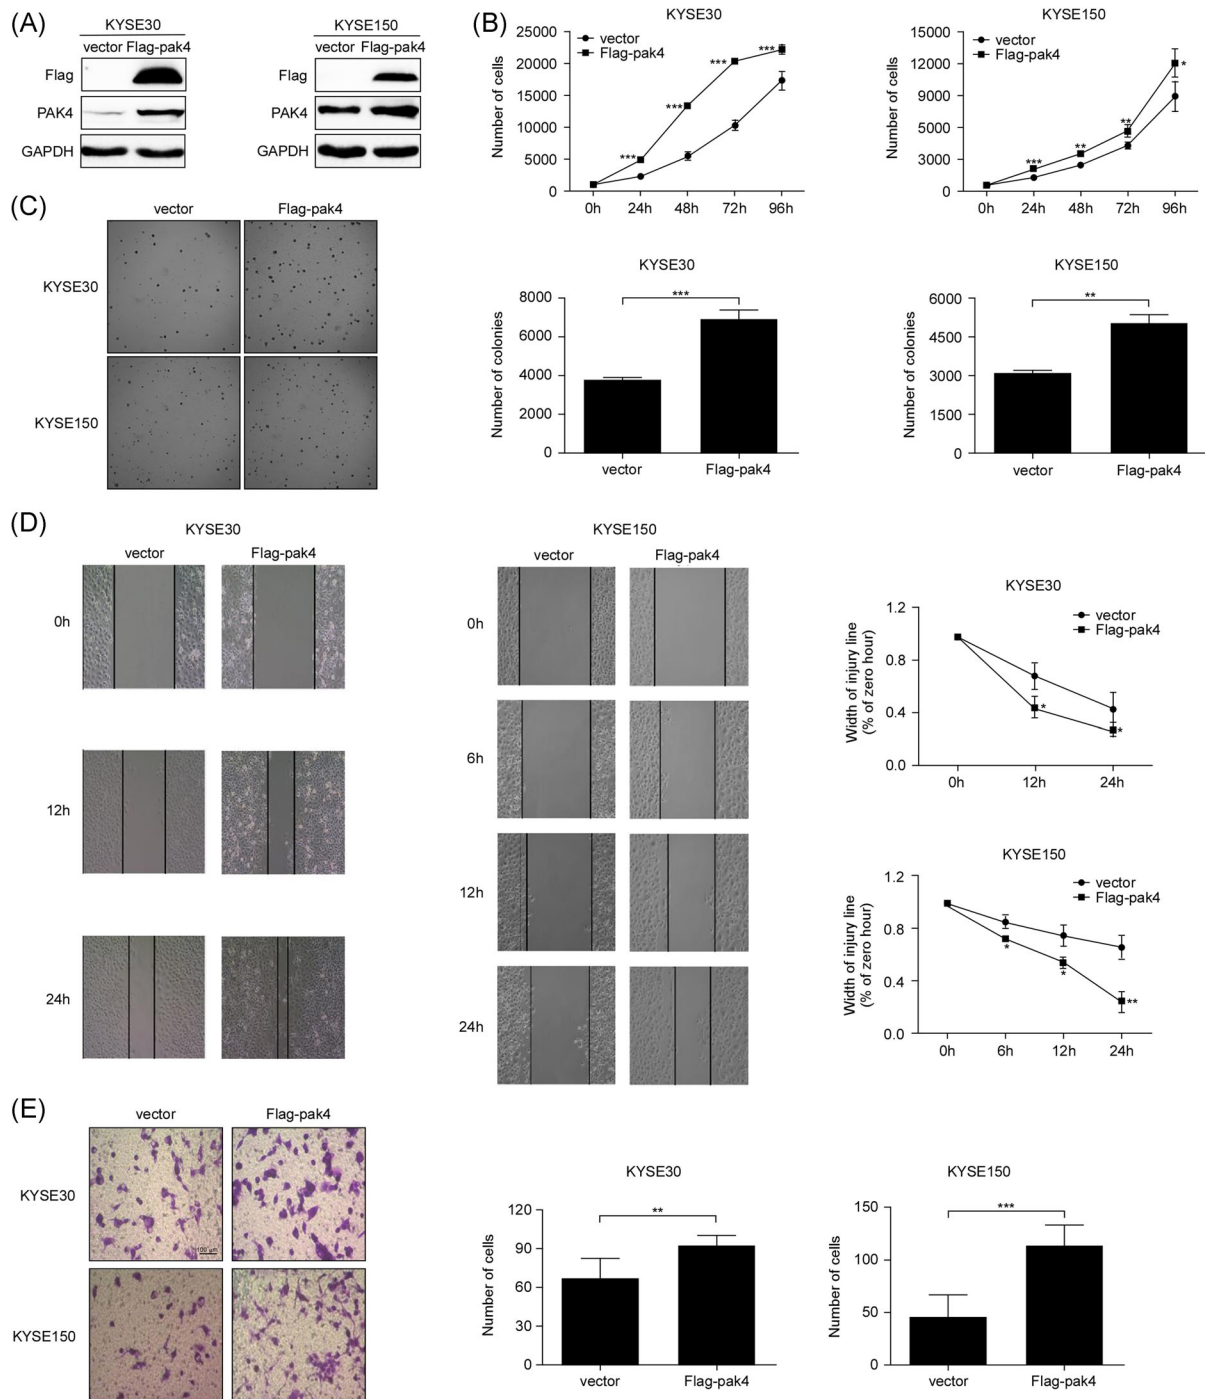 (A)
KYSE30
vector Flag-pak4
Flag
PAK4
GAPDH
KYSE150
vector Flag-pak4
Flag
PAK4
GAPDH
(B)
KYSE30
vector
Flag-pak4
Number of cells
25000
20000
15000
10000
5000
0
***
***
***
***
0h 24h 48h 72h 96h
KYSE150
vector
Flag-pak4
Number of cells
15000
12000
9000
6000
3000
0
***
**
**
*
0h 24h 48h 72h 96h
(C)
vector Flag-pak4
KYSE30
KYSE150
KYSE30
Number of colonies
8000
6000
4000
2000
0
***
vector Flag-pak4
KYSE150
Number of colonies
6000
4500
3000
1500
0
**
vector Flag-pak4
(D)
KYSE30
vector Flag-pak4
0h
12h
24h
KYSE150
vector Flag-pak4
0h
6h
12h
24h
KYSE30
vector
Flag-pak4
Width of injury line
(% of zero hour)
1.2
0.8
0.4
0.0
*
*
0h 12h 24h
KYSE150
vector
Flag-pak4
Width of injury line
(% of zero hour)
1.2
0.8
0.4
0.0
*
*
**
0h 6h 12h 24h
(E)
vector Flag-pak4
KYSE30
100 μm
KYSE150
KYSE30
Number of cells
120
90
60
30
0
**
vector Flag-pak4
KYSE150
Number of cells
150
100
50
0
***
vector Flag-pak4